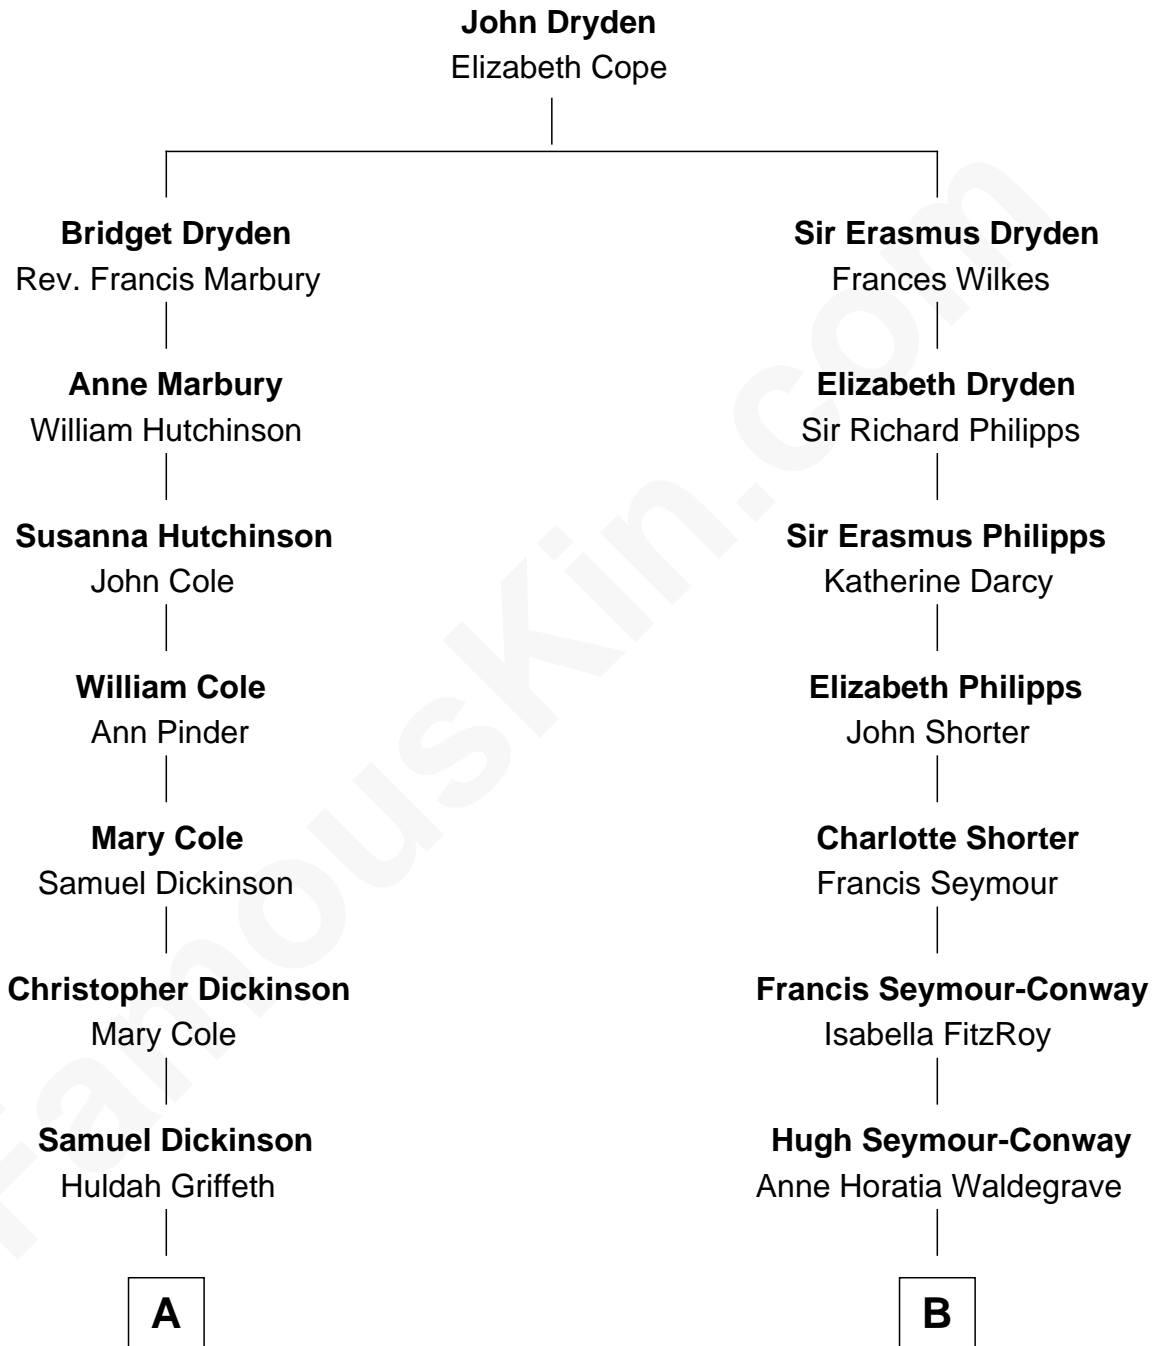 John Dryden
Elizabeth Cope
Bridget Dryden
Rev. Francis Marbury
Sir Erasmus Dryden
Frances Wilkes
Anne Marbury
William Hutchinson
Elizabeth Dryden
Sir Richard Philipps
Susanna Hutchinson
John Cole
Sir Erasmus Philipps
Katherine Darcy
William Cole
Ann Pinder
Elizabeth Philipps
John Shorter
Mary Cole
Samuel Dickinson
Charlotte Shorter
Francis Seymour
Christopher Dickinson
Mary Cole
Francis Seymour-Conway
Isabella FitzRoy
Samuel Dickinson
Huldah Griffeth
Hugh Seymour-Conway
Anne Horatia Waldegrave
A
B
FamousKin.com